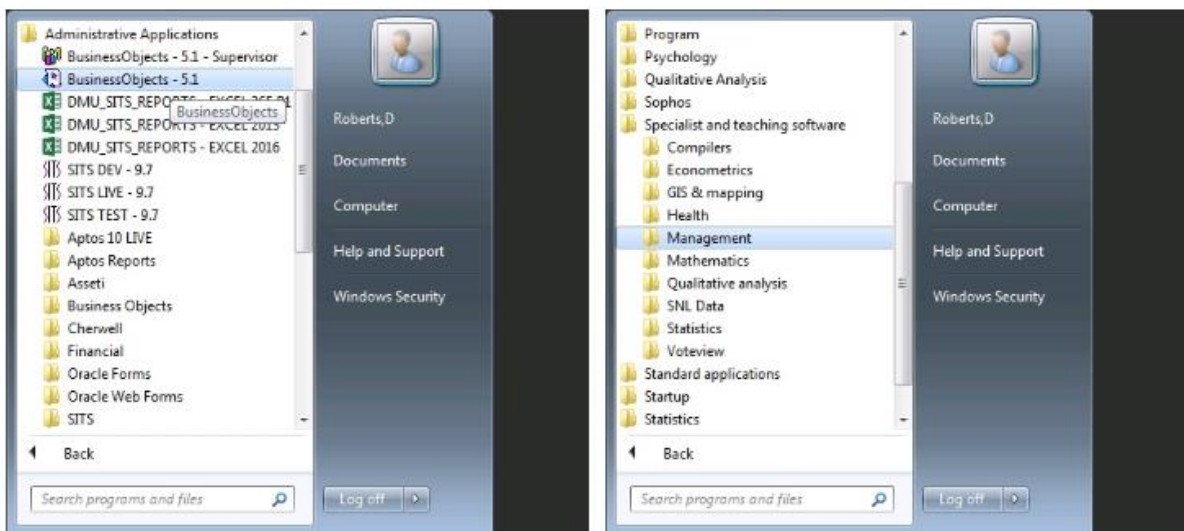 Administrative Applications
BusinessObjects - 5.1 - Supervisor
BusinessObjects - 5.1
DMU_SITS_REPORTS - EXCEL 365 P1
BusinessObjects
DMU_SITS_REPORTS - EXCEL 2013
DMU_SITS_REPORTS - EXCEL 2016
SITS DEV - 9.7
SITS LIVE - 9.7
SITS TEST - 9.7
Aptos 10 LIVE
Aptos Reports
Asseti
Business Objects
Cherwell
Financial
Oracle Forms
Oracle Web Forms
SITS
Back
Search programs and files
Roberts,D
Documents
Computer
Help and Support
Windows Security
Log off
Program
Psychology
Qualitative Analysis
Sophos
Specialist and teaching software
Compilers
Econometrics
GIS & mapping
Health
Management
Mathematics
Qualitative analysis
SNL Data
Statistics
Voteview
Standard applications
Startup
Statistics
Back
Search programs and files
Roberts,D
Documents
Computer
Help and Support
Windows Security
Log off